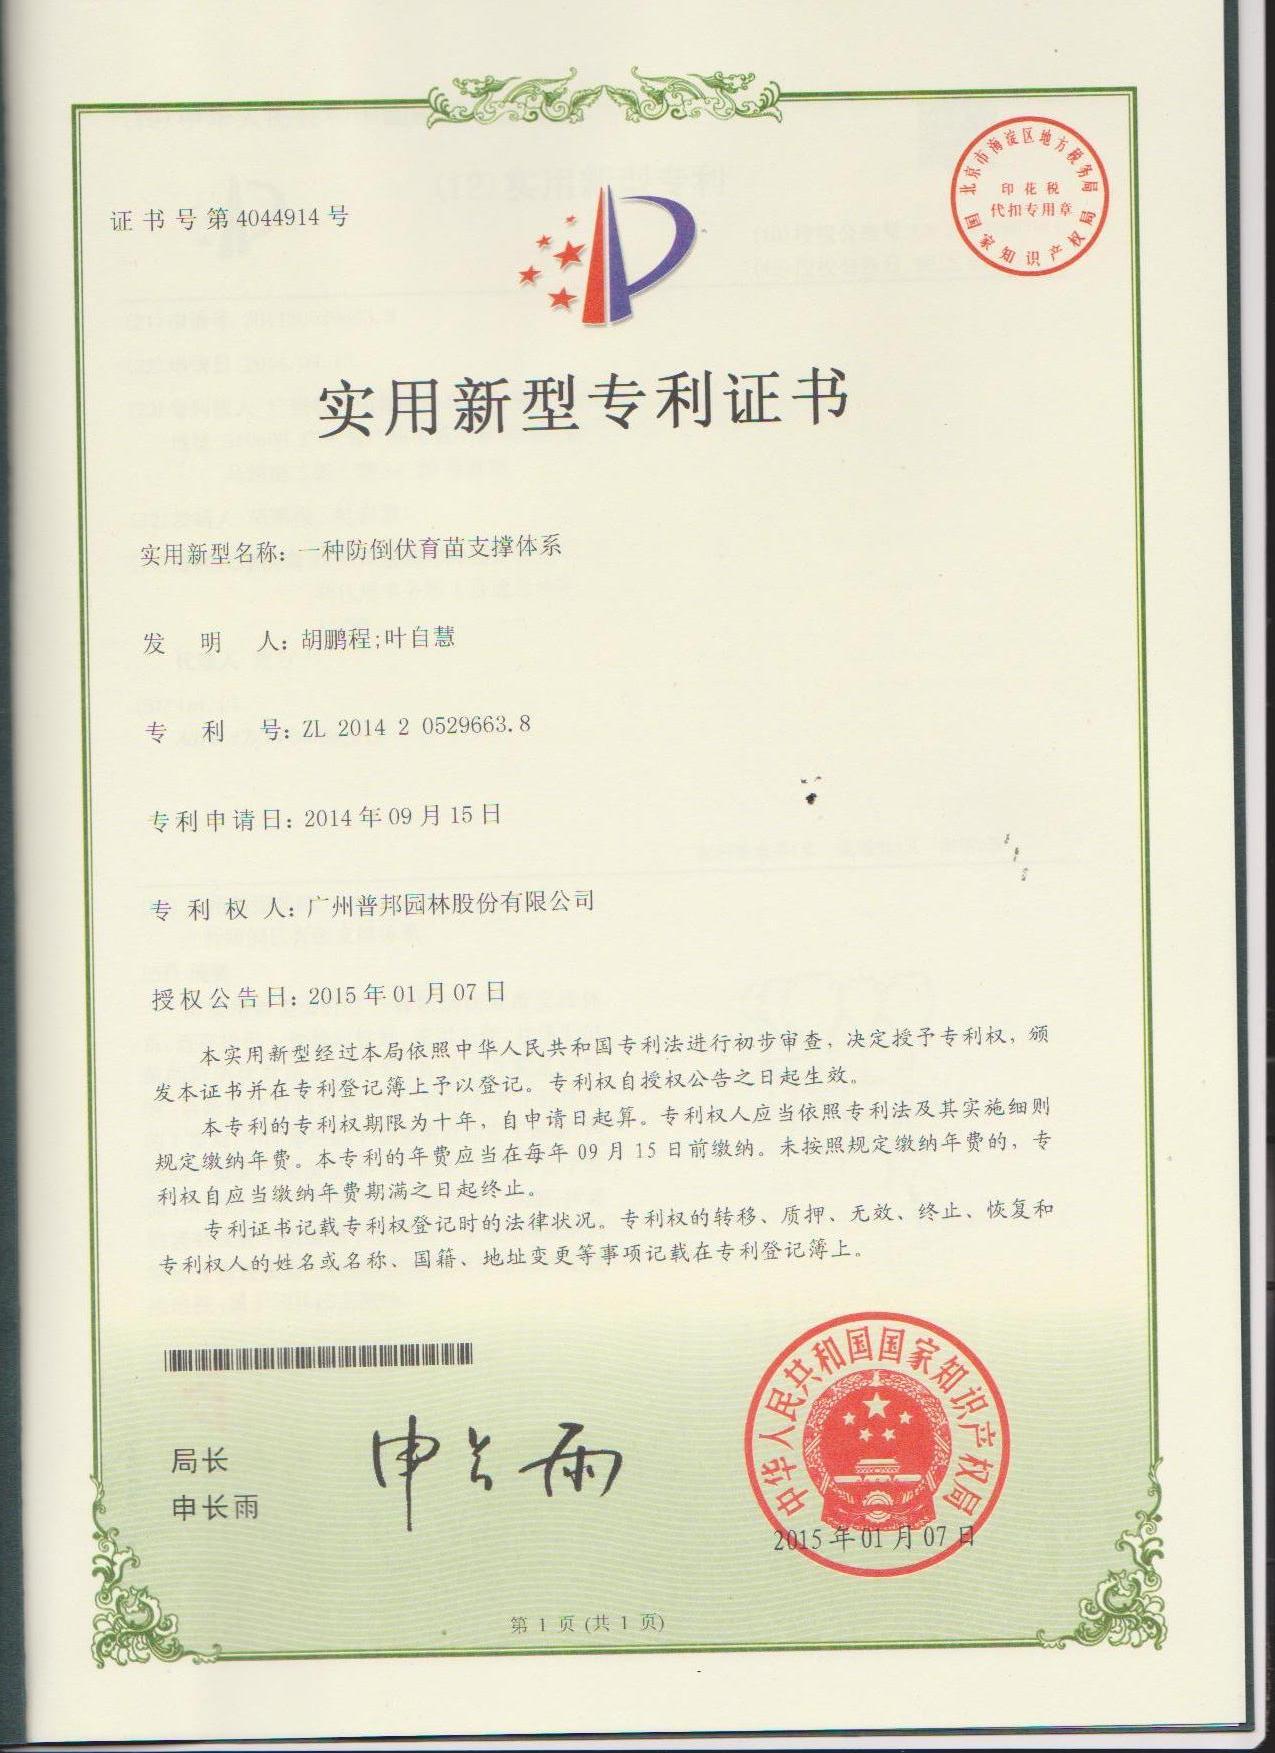 证书号第4044914号
北京市海淀区地方税务局
印花税
代扣专用章
国家知识产权局
实用新型专利证书
实用新型名称：一种防倒伏育苗支撑体系
发明人：胡鹏程;叶自慧
专利号：ZL 2014 2 0529663.8
专利申请日：2014年09月15日
专利权人：广州普邦园林股份有限公司
授权公告日：2015年01月07日
本实用新型经过本局依照中华人民共和国专利法进行初步审查，决定授予专利权，颁
发本证书并在专利登记簿上予以登记。专利权自授权公告之日起生效。
本专利的专利权期限为十年，自申请日起算。专利权人应当依照专利法及其实施细则
规定缴纳年费。本专利的年费应当在每年09月15日前缴纳。未按照规定缴纳年费的，专
利权自应当缴纳年费期满之日起终止。
专利证书记载专利权登记时的法律状况。专利权的转移、质押、无效、终止、恢复和
专利权人的姓名或名称、国籍、地址变更等事项记载在专利登记簿上。
局长
申长雨
申长雨
中华人民共和国国家知识产权局
2015年01月07日
第1页(共1页)